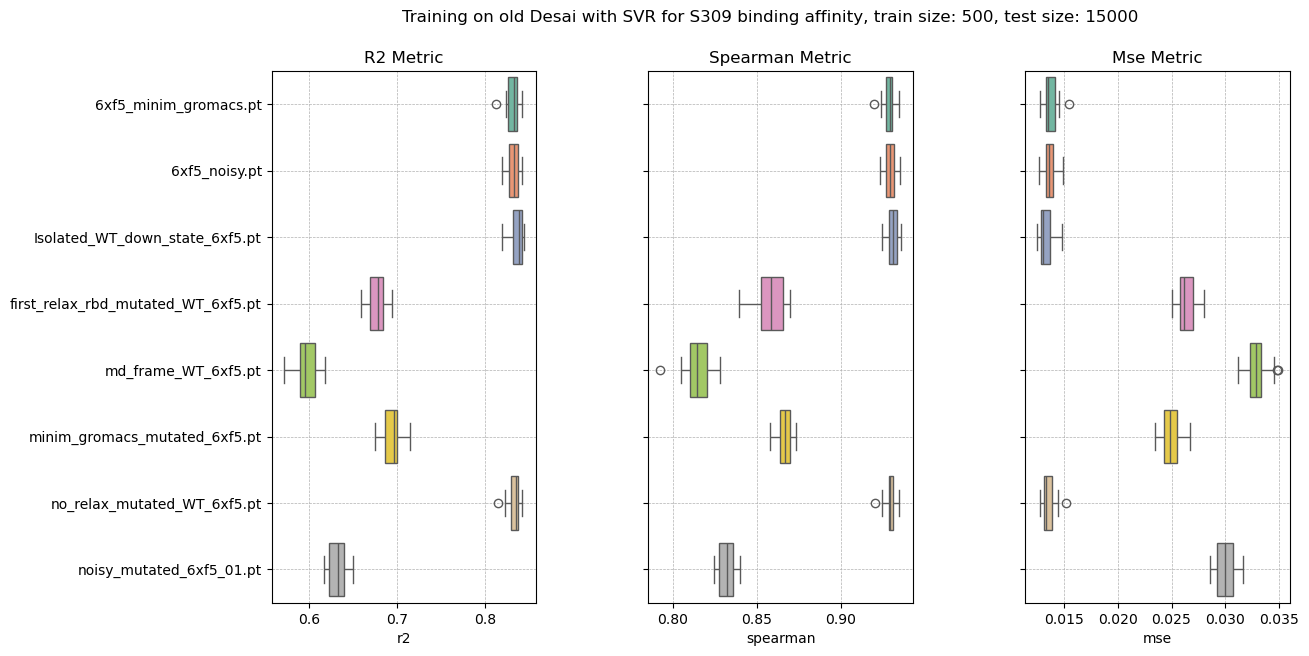 Training on old Desai with SVR for S309 binding affinity, train size: 500, test size: 15000
R2 Metric
Spearman Metric
Mse Metric
6xf5_minim_gromacs.pt
6xf5_noisy.pt
Isolated_WT_down_state_6xf5.pt
first_relax_rbd_mutated_WT_6xf5.pt
md_frame_WT_6xf5.pt
minim_gromacs_mutated_6xf5.pt
no_relax_mutated_WT_6xf5.pt
noisy_mutated_6xf5_01.pt
0.6 0.7 0.8
r2
0.80 0.85 0.90
spearman
0.015 0.020 0.025 0.030 0.035
mse